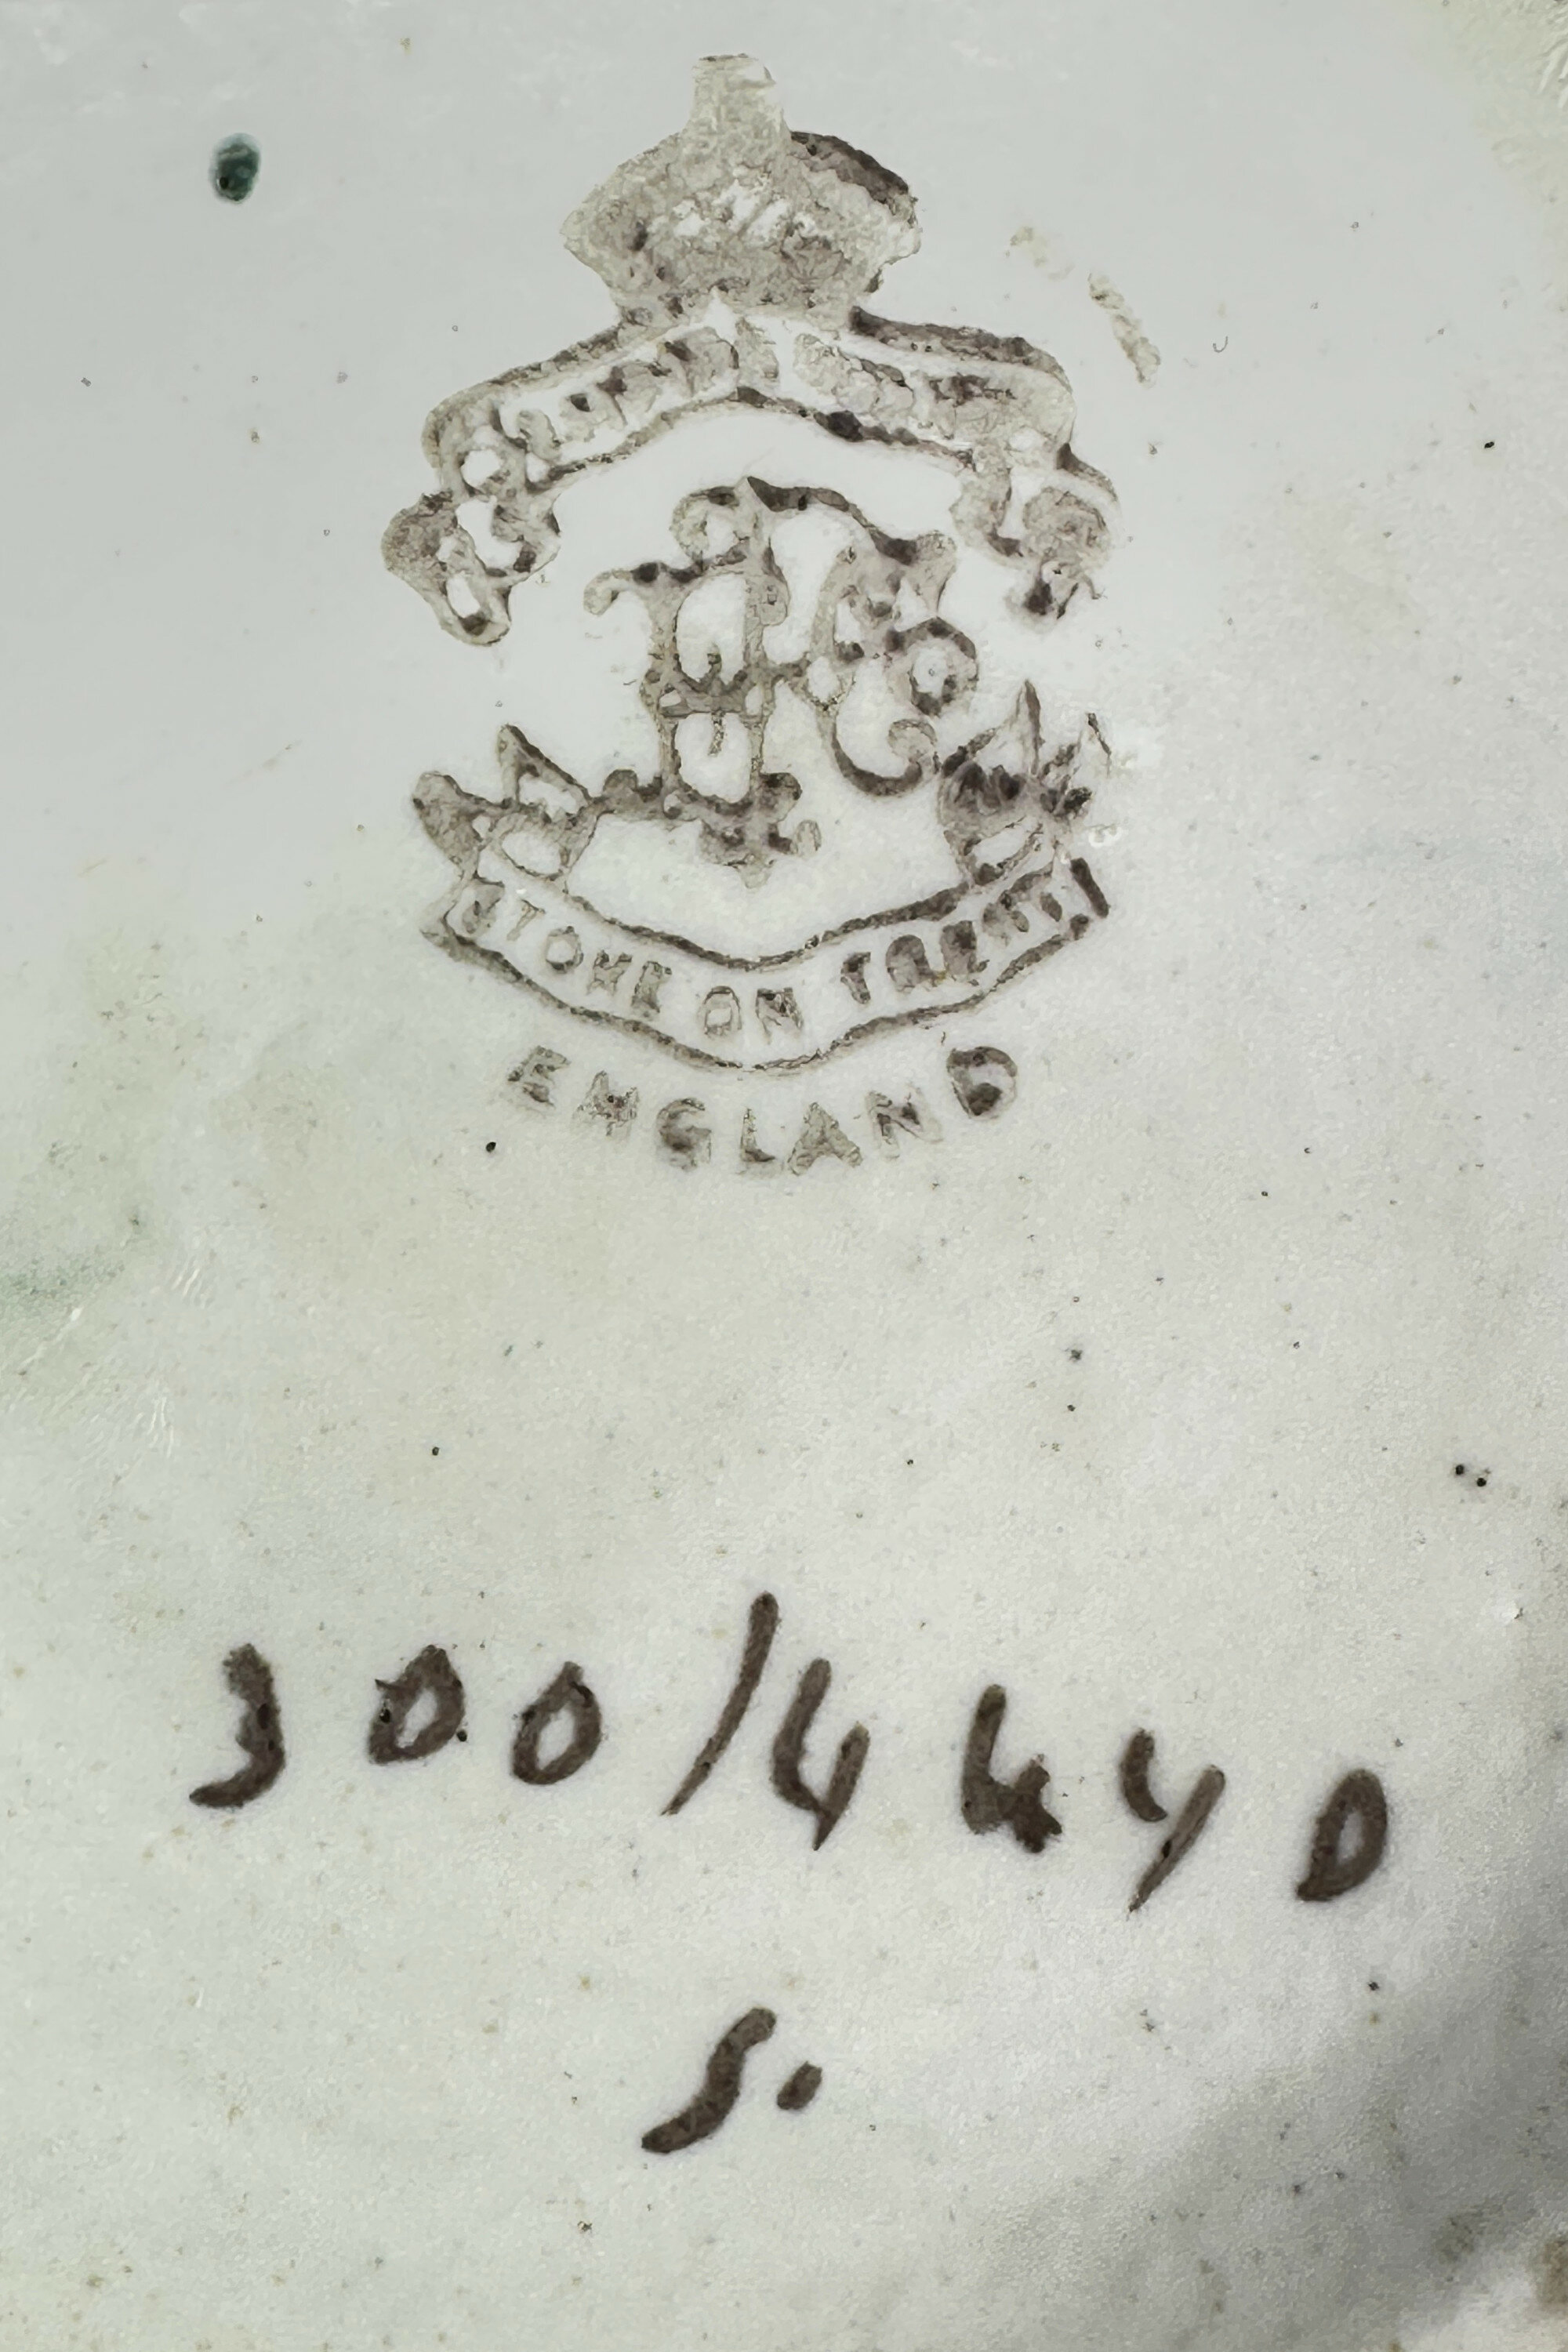 STOKE ON TRENT
ENGLAND
300/4440
S.